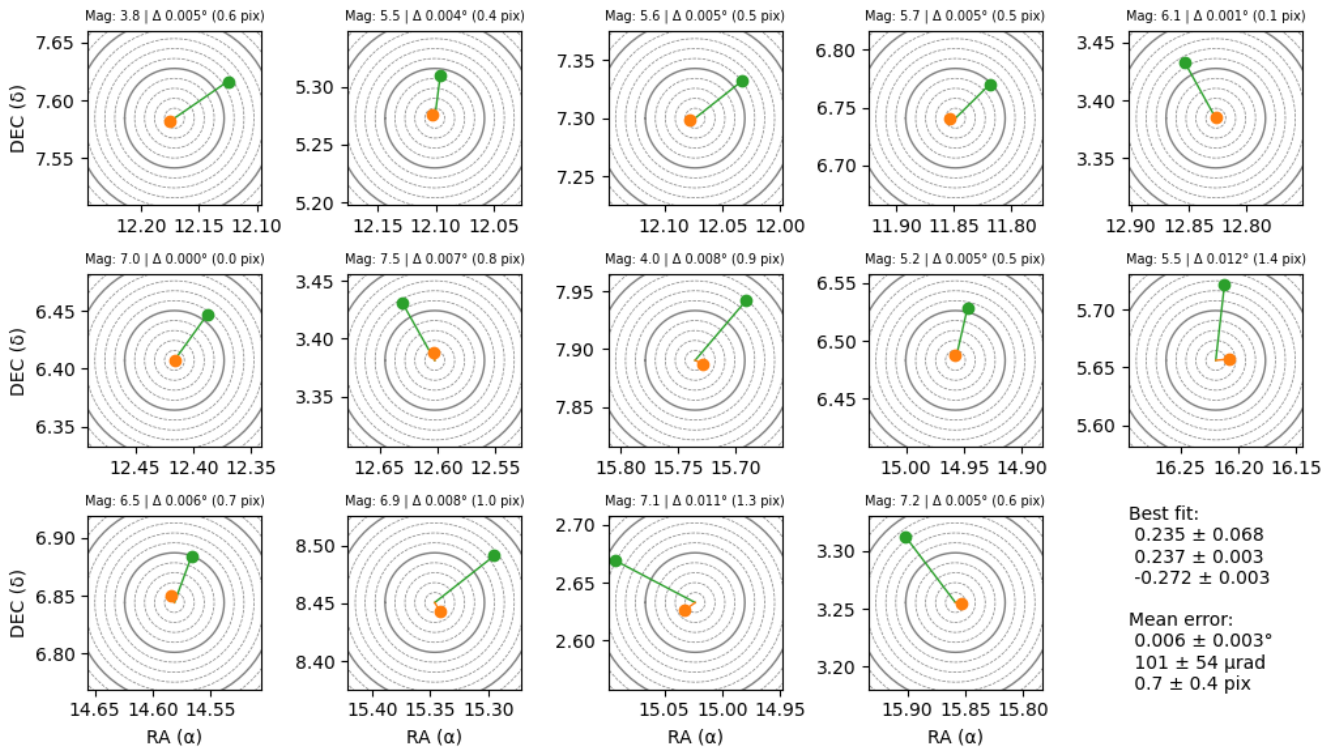 Mag: 3.8 | Δ 0.005° (0.6 pix)
Mag: 5.5 | Δ 0.004° (0.4 pix)
Mag: 5.6 | Δ 0.005° (0.5 pix)
Mag: 5.7 | Δ 0.005° (0.5 pix)
Mag: 6.1 | Δ 0.001° (0.1 pix)
DEC (δ)
7.65
7.60
7.55
12.20 12.15 12.10
5.30
5.25
5.20
12.15 12.10 12.05
7.35
7.30
7.25
12.10 12.05 12.00
6.80
6.75
6.70
11.90 11.85 11.80
3.45
3.40
3.35
12.90 12.85 12.80
Mag: 7.0 | Δ 0.000° (0.0 pix)
Mag: 7.5 | Δ 0.007° (0.8 pix)
Mag: 4.0 | Δ 0.008° (0.9 pix)
Mag: 5.2 | Δ 0.005° (0.5 pix)
Mag: 5.5 | Δ 0.012° (1.4 pix)
DEC (δ)
6.45
6.40
6.35
12.45 12.40 12.35
3.45
3.40
3.35
12.65 12.60 12.55
7.95
7.90
7.85
15.80 15.75 15.70
6.55
6.50
6.45
15.00 14.95 14.90
5.70
5.65
5.60
16.25 16.20 16.15
Mag: 6.5 | Δ 0.006° (0.7 pix)
Mag: 6.9 | Δ 0.008° (1.0 pix)
Mag: 7.1 | Δ 0.011° (1.3 pix)
Mag: 7.2 | Δ 0.005° (0.6 pix)
DEC (δ)
6.90
6.85
6.80
14.65 14.60 14.55
RA (α)
8.50
8.45
8.40
15.40 15.35 15.30
RA (α)
2.70
2.65
2.60
15.05 15.00 14.95
RA (α)
3.30
3.25
3.20
15.90 15.85 15.80
RA (α)
Best fit:
0.235 ± 0.068
0.237 ± 0.003
-0.272 ± 0.003
Mean error:
0.006 ± 0.003°
101 ± 54 μrad
0.7 ± 0.4 pix